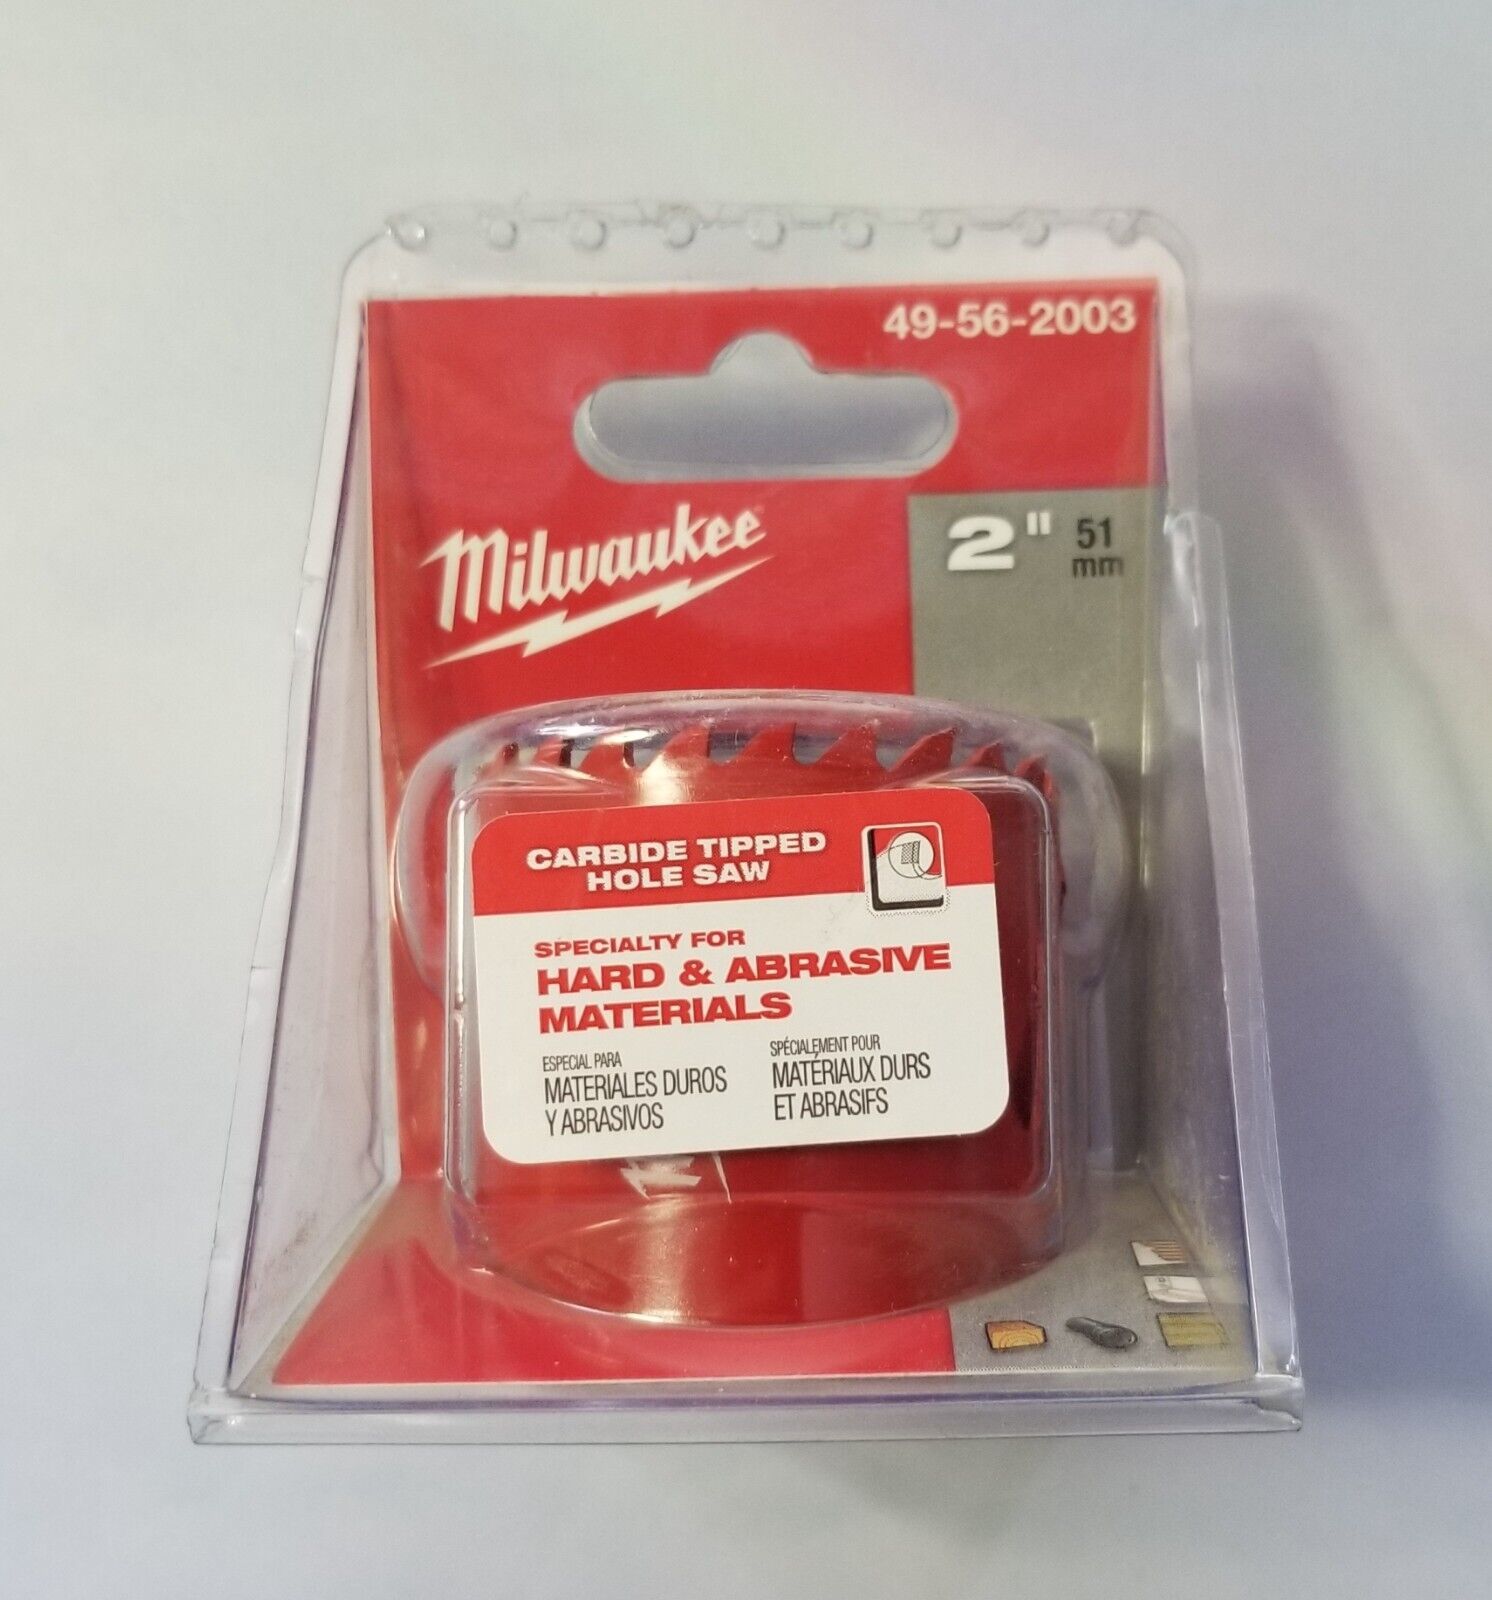 49-56-2003
Milwaukee
2" 51
mm
CARBIDE TIPPED
HOLE SAW
SPECIALTY FOR
HARD & ABRASIVE
MATERIALS
ESPECIAL PARA
MATERIALES DUROS
Y ABRASIVOS
SPÉCIALEMENT POUR
MATÉRIAUX DURS
ET ABRASIFS